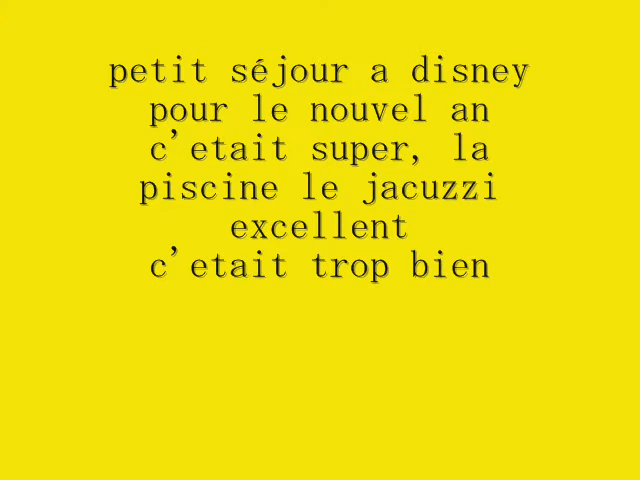 petit séjour a disney
pour le nouvel an
c'etait super, la
piscine le jacuzzi
excellent
c'etait trop bien